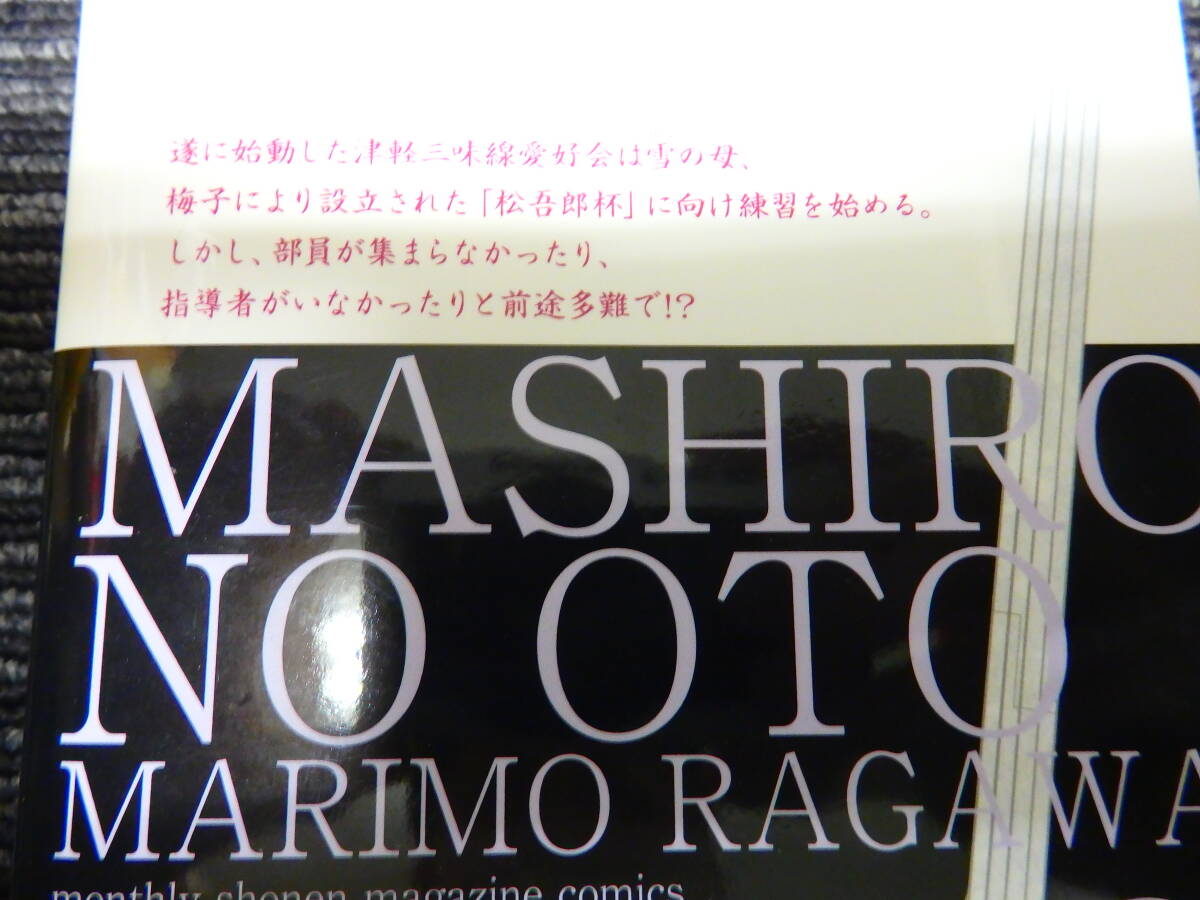 遂に始動した津軽三味線愛好会は雪の母、
梅子により設立された「松吾郎杯」に向け練習を始める。
しかし、部員が集まらなかったり、
指導者がいなかったりと前途多難で!?
MASHIRO
NO OTO
MARIMO RAGAWA
monthly shonen magazine comics